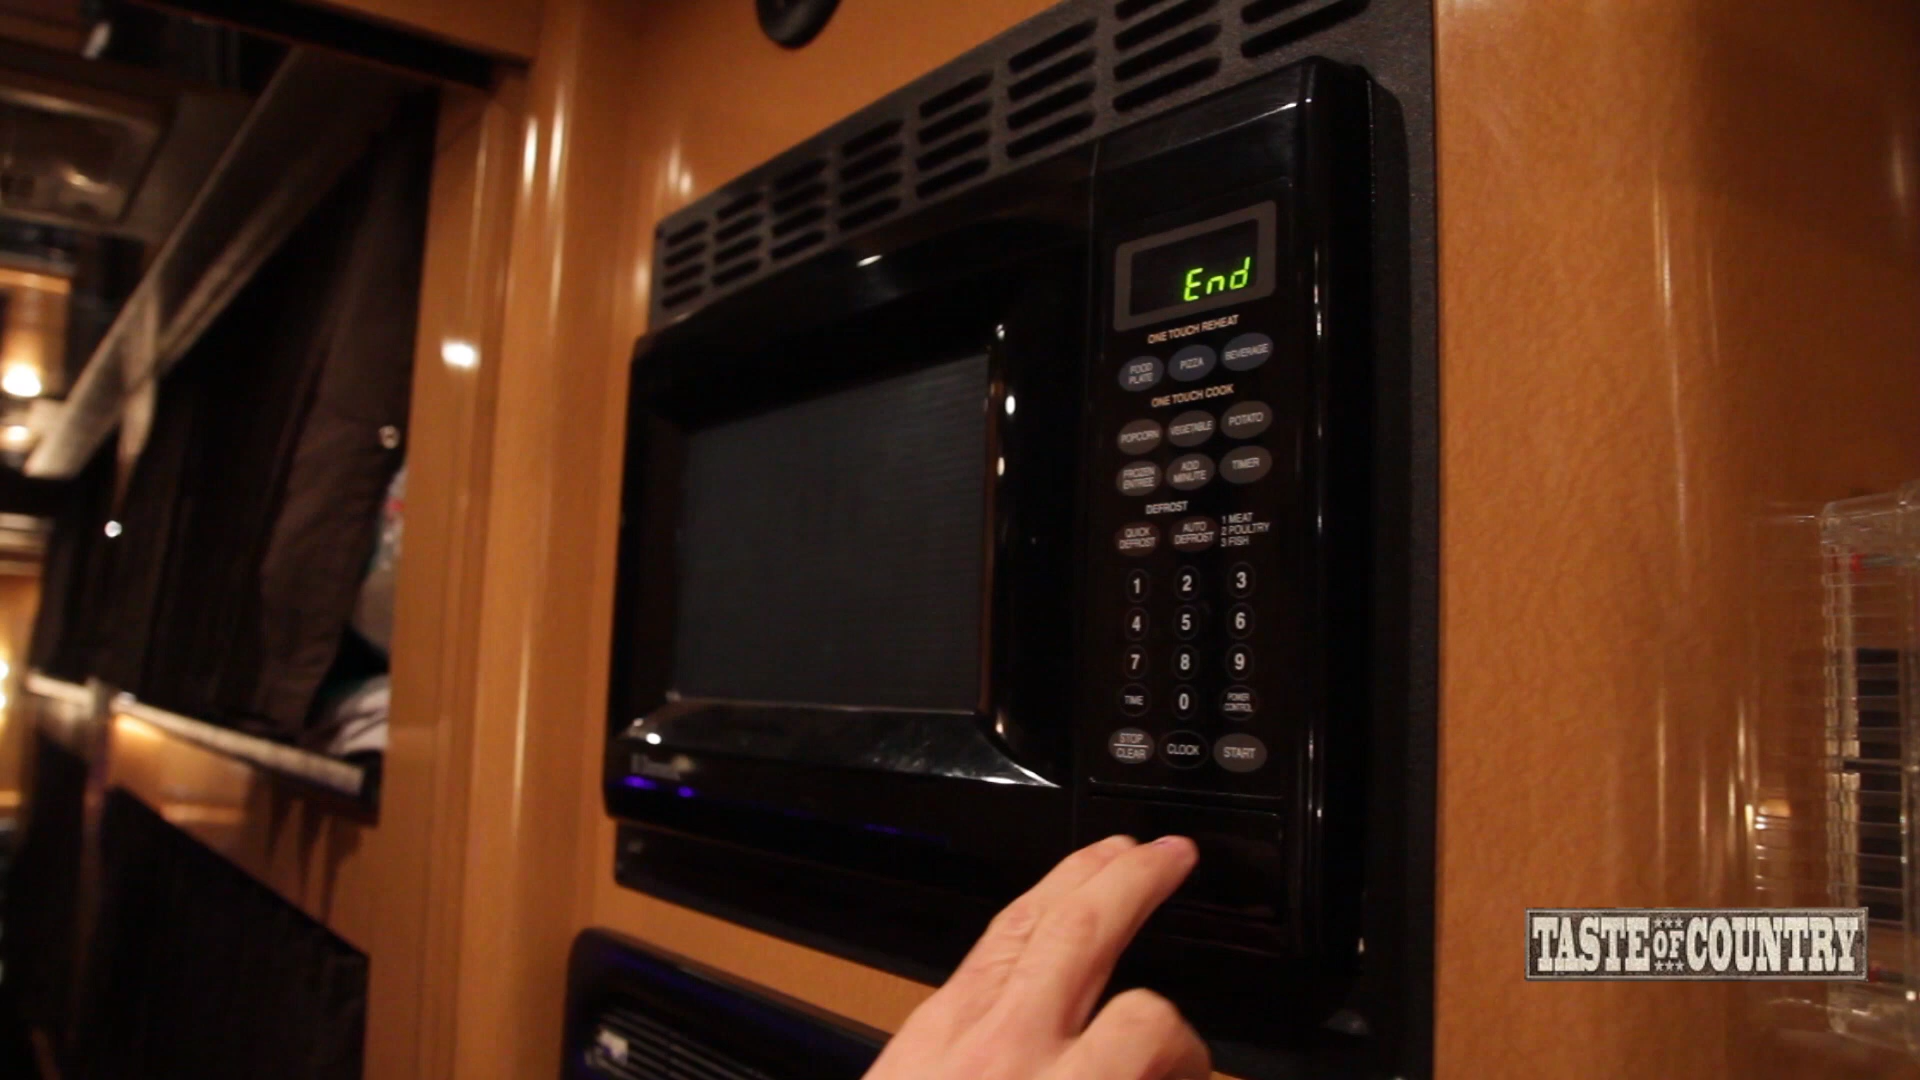 End
ONE TOUCH REHEAT
FOOD PLATE
PIZZA
BEVERAGE
ONE TOUCH COOK
POPCORN
VEGETABLE
POTATO
FROZEN ENTREE
ADD MINUTE
TIMER
DEFROST
QUICK DEFROST
AUTO DEFROST
1 MEAT
2 POULTRY
3 FISH
1 2 3
4 5 6
7 8 9
TIME 0 POWER CONTROL
STOP CLEAR
CLOCK
START
TASTE OF COUNTRY